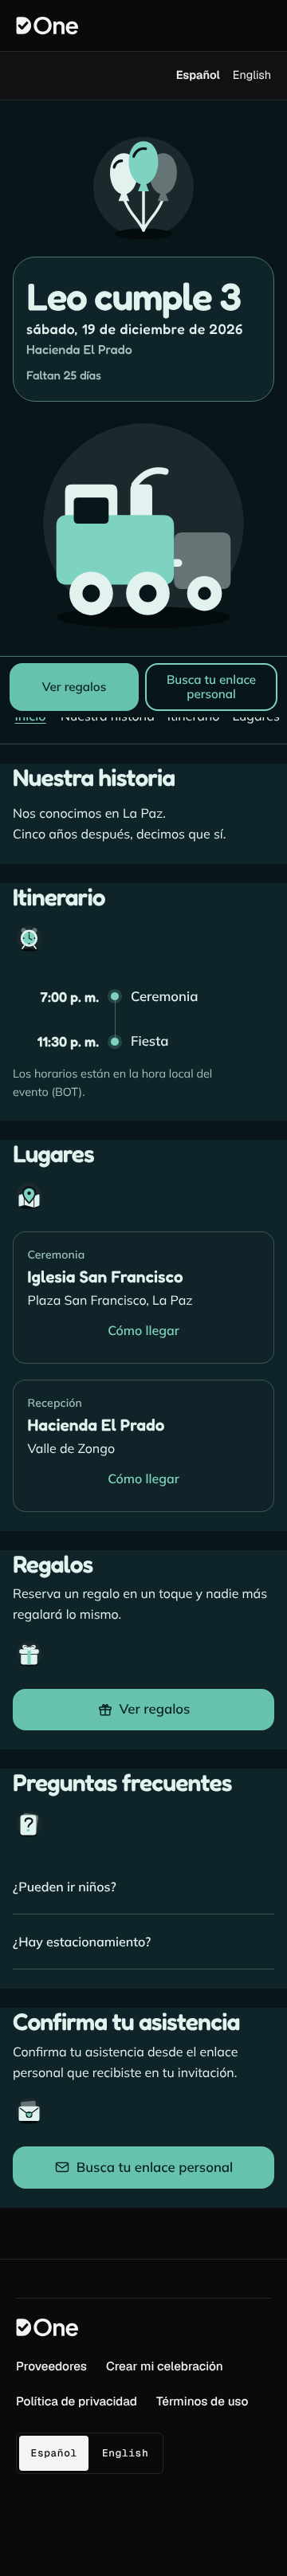 One
Español English
Leo cumple 3
sábado, 19 de diciembre de 2026
Hacienda El Prado
Faltan 25 días
Ver regalos
Busca tu enlace
personal
Inicio Nuestra historia Itinerario Lugares
Nuestra historia
Nos conocimos en La Paz.
Cinco años después, decimos que sí.
Itinerario
7:00 p. m. Ceremonia
11:30 p. m. Fiesta
Los horarios están en la hora local del
evento (BOT).
Lugares
Ceremonia
Iglesia San Francisco
Plaza San Francisco, La Paz
Cómo llegar
Recepción
Hacienda El Prado
Valle de Zongo
Cómo llegar
Regalos
Reserva un regalo en un toque y nadie más
regalará lo mismo.
Ver regalos
Preguntas frecuentes
¿Pueden ir niños?
¿Hay estacionamiento?
Confirma tu asistencia
Confirma tu asistencia desde el enlace
personal que recibiste en tu invitación.
Busca tu enlace personal
One
Proveedores Crear mi celebración
Política de privacidad Términos de uso
Español English